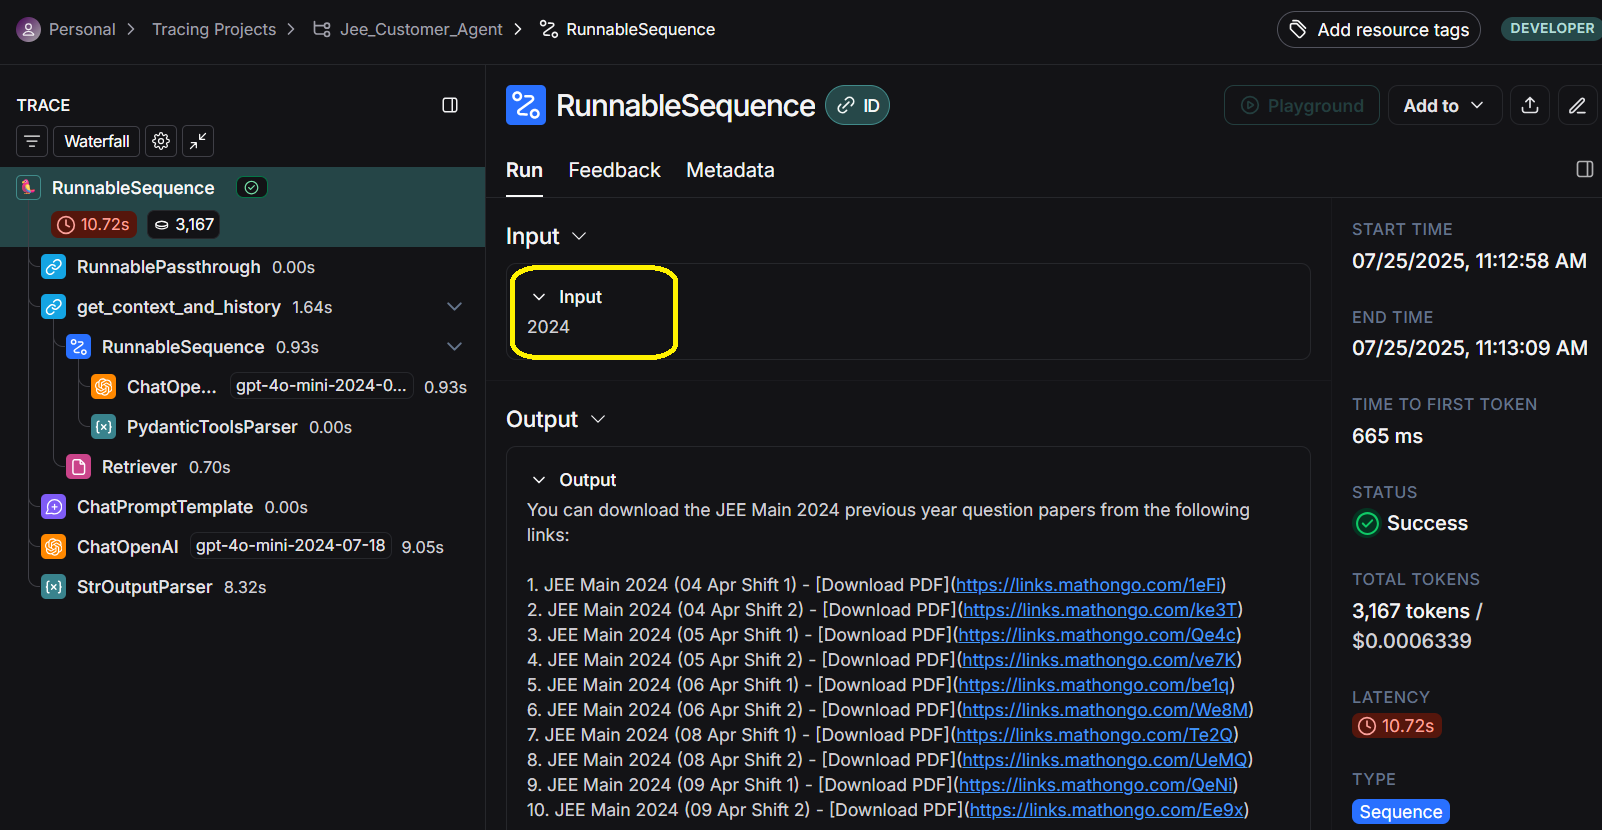 Personal > Tracing Projects > Jee_Customer_Agent > RunnableSequence
Add resource tags
DEVELOPER
TRACE
Waterfall
RunnableSequence
10.72s 3,167
RunnablePassthrough 0.00s
get_context_and_history 1.64s
RunnableSequence 0.93s
ChatOpe... gpt-4o-mini-2024-0... 0.93s
PydanticToolsParser 0.00s
Retriever 0.70s
ChatPromptTemplate 0.00s
ChatOpenAI gpt-4o-mini-2024-07-18 9.05s
StrOutputParser 8.32s
RunnableSequence ID
Playground
Add to
Run Feedback Metadata
Input
Input
2024
Output
Output
You can download the JEE Main 2024 previous year question papers from the following
links:
1. JEE Main 2024 (04 Apr Shift 1) - [Download PDF](https://links.mathongo.com/1eFi)
2. JEE Main 2024 (04 Apr Shift 2) - [Download PDF](https://links.mathongo.com/ke3T)
3. JEE Main 2024 (05 Apr Shift 1) - [Download PDF](https://links.mathongo.com/Qe4c)
4. JEE Main 2024 (05 Apr Shift 2) - [Download PDF](https://links.mathongo.com/ve7K)
5. JEE Main 2024 (06 Apr Shift 1) - [Download PDF](https://links.mathongo.com/be1q)
6. JEE Main 2024 (06 Apr Shift 2) - [Download PDF](https://links.mathongo.com/We8M)
7. JEE Main 2024 (08 Apr Shift 1) - [Download PDF](https://links.mathongo.com/Te2Q)
8. JEE Main 2024 (08 Apr Shift 2) - [Download PDF](https://links.mathongo.com/UeMQ)
9. JEE Main 2024 (09 Apr Shift 1) - [Download PDF](https://links.mathongo.com/QeNi)
10. JEE Main 2024 (09 Apr Shift 2) - [Download PDF](https://links.mathongo.com/Ee9x)
START TIME
07/25/2025, 11:12:58 AM
END TIME
07/25/2025, 11:13:09 AM
TIME TO FIRST TOKEN
665 ms
STATUS
Success
TOTAL TOKENS
3,167 tokens /
$0.0006339
LATENCY
10.72s
TYPE
Sequence